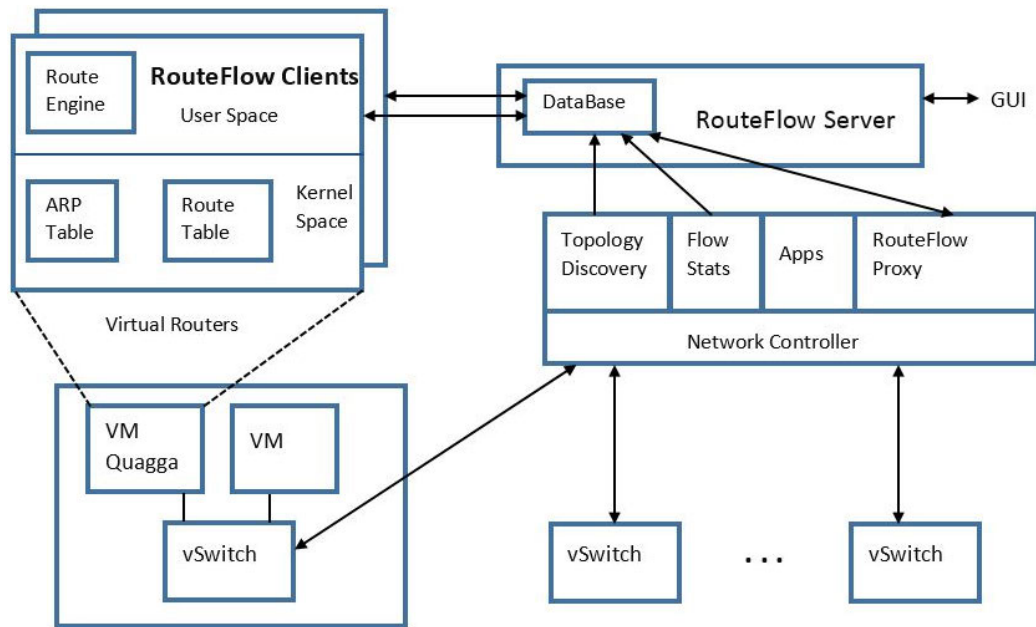 Route
Engine
RouteFlow Clients
User Space
ARP
Table
Route
Table
Kernel
Space
Virtual Routers
VM
Quagga
VM
vSwitch
DataBase
RouteFlow Server
GUI
Topology
Discovery
Flow
Stats
Apps
RouteFlow
Proxy
Network Controller
vSwitch
...
vSwitch